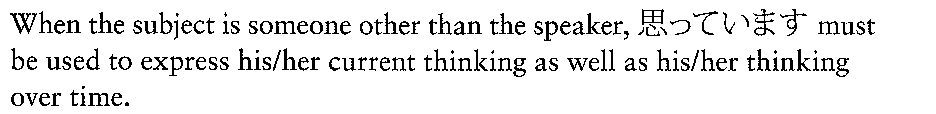 When the subject is someone other than the speaker, 思っています must
be used to express his/her current thinking as well as his/her thinking
over time.